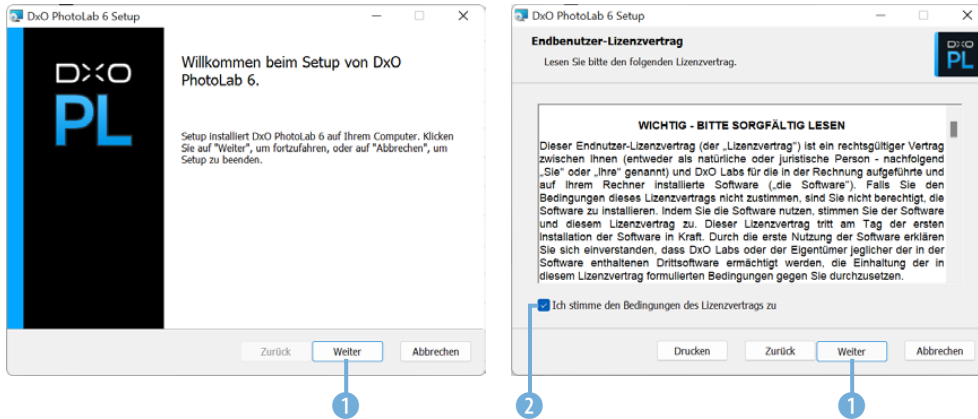 DxO PhotoLab 6 Setup
DXO
PL
Willkommen beim Setup von DxO
PhotoLab 6.
Setup installiert DxO PhotoLab 6 auf Ihrem Computer. Klicken
Sie auf "Weiter", um fortzufahren, oder auf "Abbrechen", um
Setup zu beenden.
Zurück
Weiter
Abbrechen
1
DxO PhotoLab 6 Setup
Endbenutzer-Lizenzvertrag
Lesen Sie bitte den folgenden Lizenzvertrag.
DXO
PL
WICHTIG - BITTE SORGFÄLTIG LESEN
Dieser Endnutzer-Lizenzvertrag (der „Lizenzvertrag") ist ein rechtsgültiger Vertrag
zwischen Ihnen (entweder als natürliche oder juristische Person - nachfolgend
„Sie" oder „Ihre" genannt) und DxO Labs für die in der Rechnung aufgeführte und
auf Ihrem Rechner installierte Software („die Software"). Falls Sie den
Bedingungen dieses Lizenzvertrags nicht zustimmen, sind Sie nicht berechtigt, die
Software zu installieren. Indem Sie die Software nutzen, stimmen Sie der Software
und diesem Lizenzvertrag zu. Dieser Lizenzvertrag tritt am Tag der ersten
Installation der Software in Kraft. Durch die erste Nutzung der Software erklären
Sie sich einverstanden, dass DxO Labs oder der Eigentümer jeglicher der in der
Software enthaltenen Drittsoftware ermächtigt werden, die Einhaltung der in
diesem Lizenzvertrag formulierten Bedingungen gegen Sie durchzusetzen.
Ich stimme den Bedingungen des Lizenzvertrags zu
Drucken
Zurück
Weiter
Abbrechen
2
1